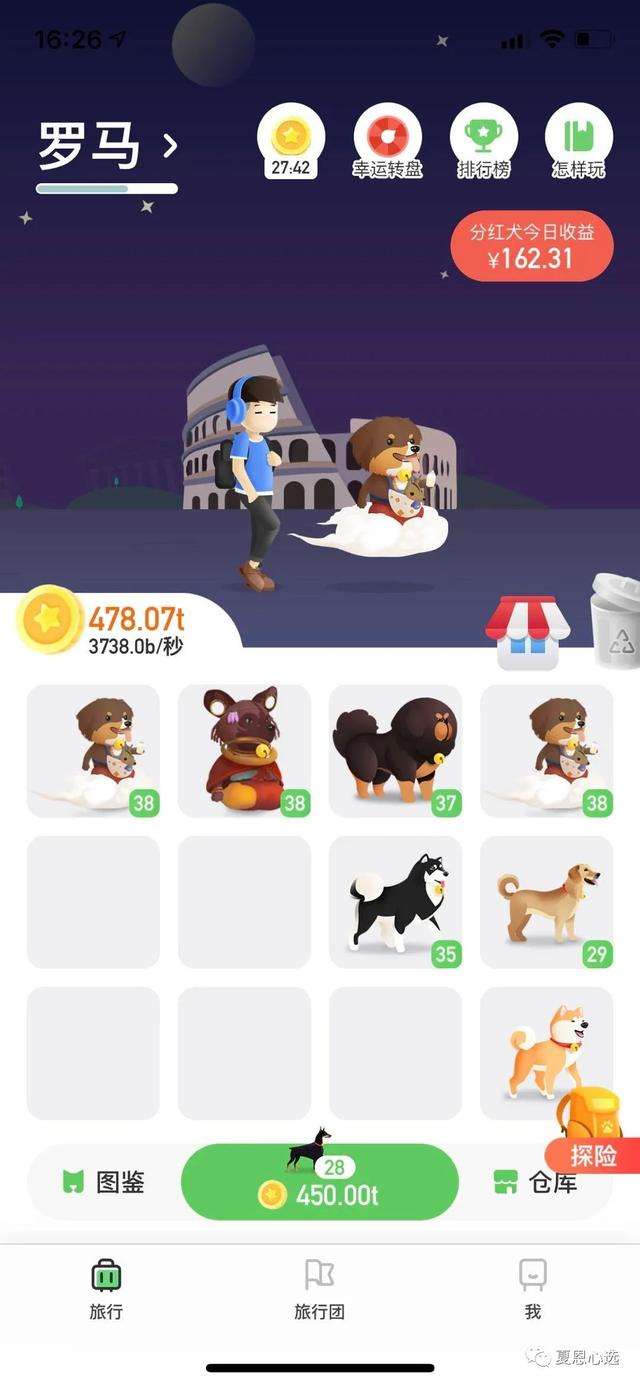 16:26
罗马
27:42
幸运转盘
排行榜
怎样玩
分红犬今日收益
¥162.31
478.07t
3738.0b/秒
38
38
37
38
35
29
探险
图鉴
28
450.00t
仓库
旅行
旅行团
我
夏恩心选